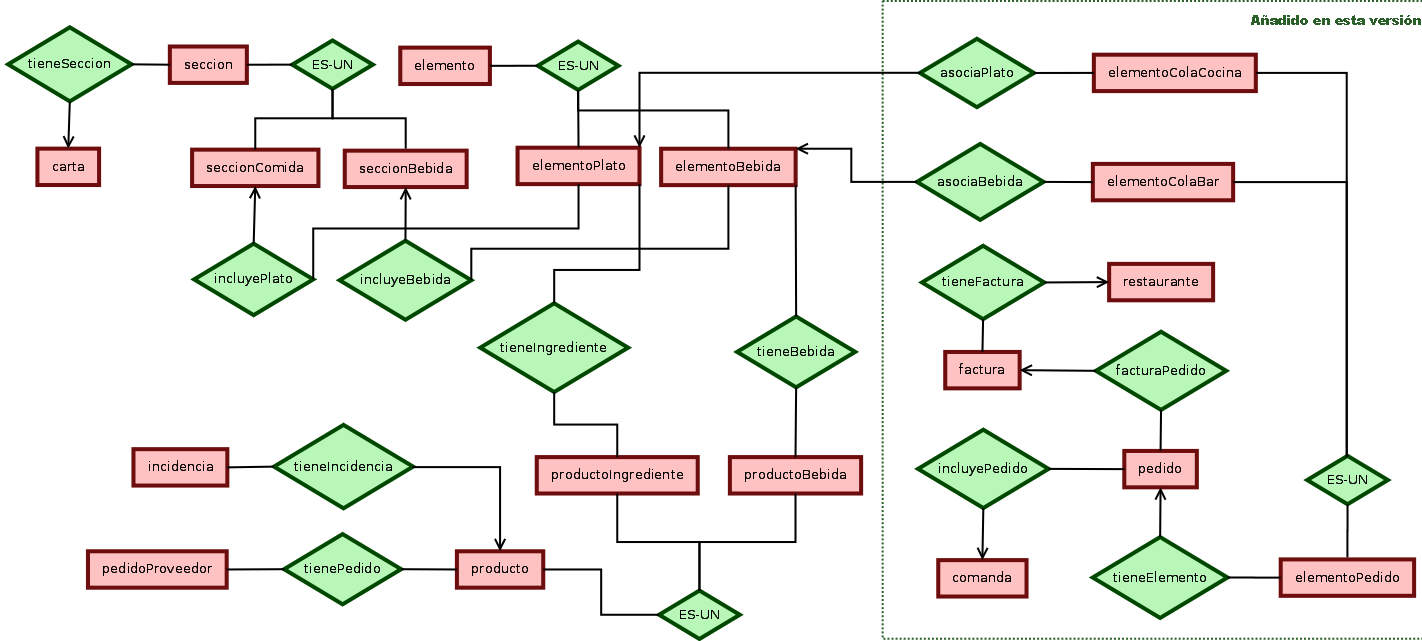 Añadido en esta versión
tieneSeccion
seccion
ES-UN
elemento
ES-UN
asociaPlato
elementoColaCocina
carta
seccionComida
seccionBebida
elementoPlato
elementoBebida
asociaBebida
elementoColaBar
incluyePlato
incluyeBebida
tieneFactura
restaurante
tieneIngrediente
tieneBebida
factura
facturaPedido
incidencia
tieneIncidencia
productoIngrediente
productoBebida
incluyePedido
pedido
ES-UN
pedidoProveedor
tienePedido
producto
ES-UN
comanda
tieneElemento
elementoPedido